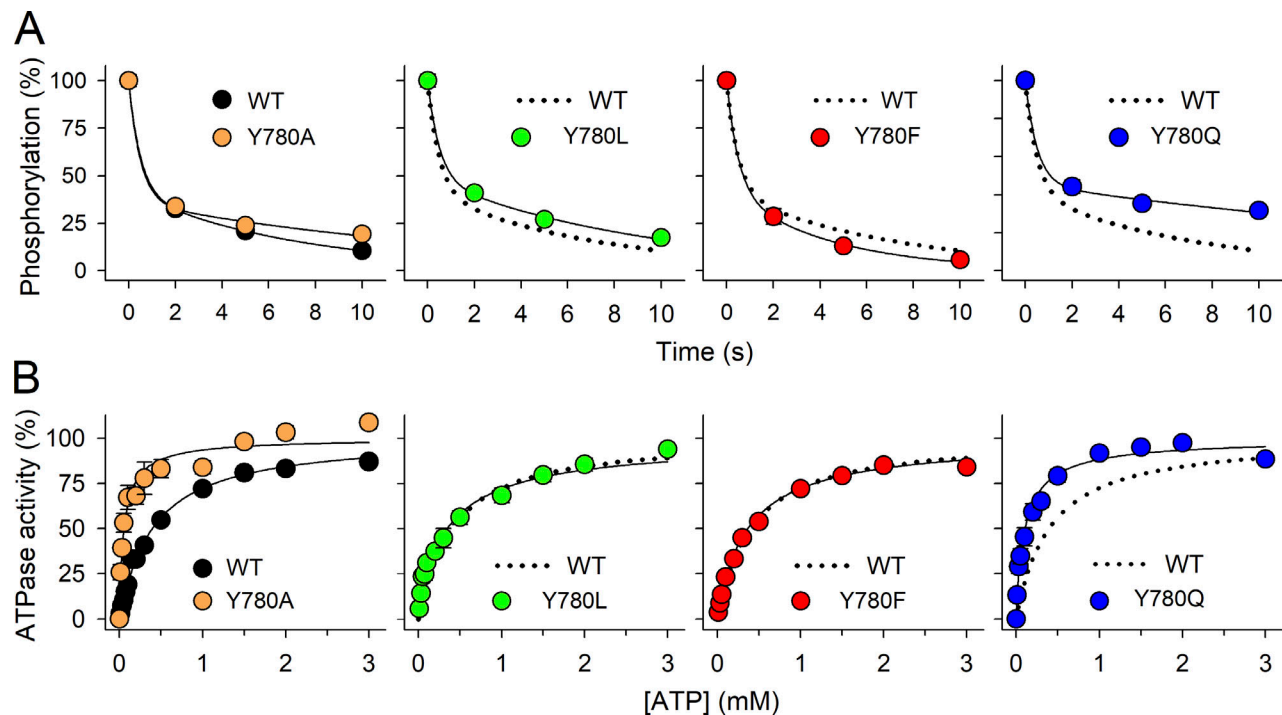 A
Phosphorylation (%)
100
75
50
25
0
WT
Y780A
WT
Y780L
WT
Y780F
WT
Y780Q
0 2 4 6 8 10
0 2 4 6 8 10
0 2 4 6 8 10
0 2 4 6 8 10
Time (s)
B
ATPase activity (%)
100
75
50
25
0
WT
Y780A
WT
Y780L
WT
Y780F
WT
Y780Q
0 1 2 3
0 1 2 3
0 1 2 3
0 1 2 3
[ATP] (mM)